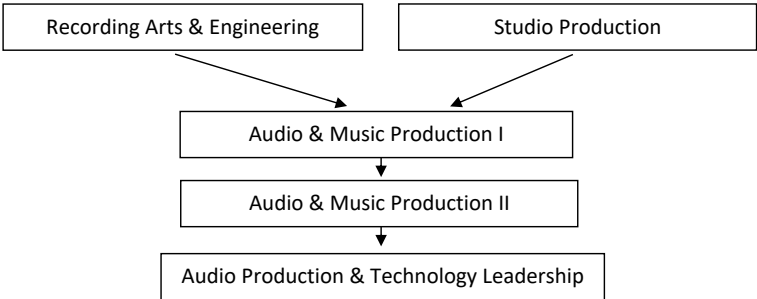 Recording Arts & Engineering
Studio Production
Audio & Music Production I
Audio & Music Production II
Audio Production & Technology Leadership